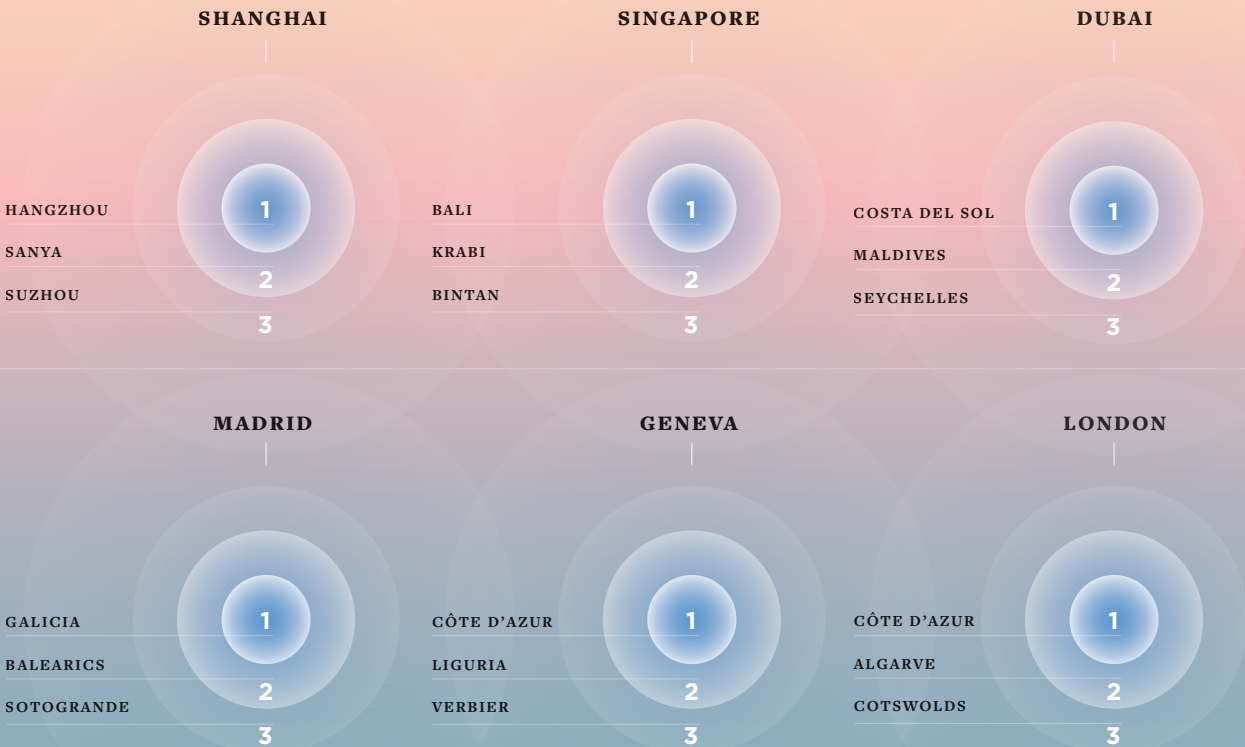 SHANGHAI
HANGZHOU
1
SANYA
2
SUZHOU
3
SINGAPORE
BALI
1
KRABI
2
BINTAN
3
DUBAI
COSTA DEL SOL
1
MALDIVES
2
SEYCHELLES
3
MADRID
GALICIA
1
BALEARICS
2
SOTOGRANDE
3
GENEVA
CÔTE D’AZUR
1
LIGURIA
2
VERBIER
3
LONDON
CÔTE D’AZUR
1
ALGARVE
2
COTSWOLDS
3